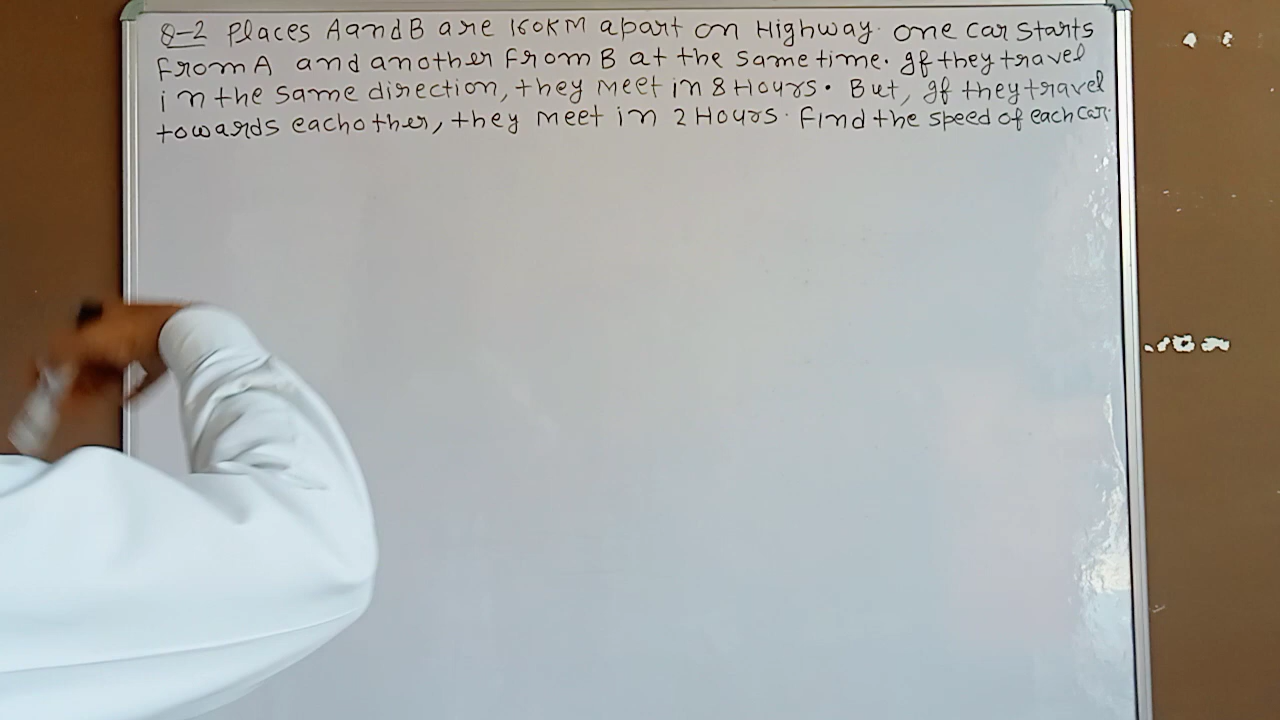 Q-2 Places A and B are 160KM apart on Highway. One car starts
From A and another From B at the same time. If they travel
in the same direction, they meet in 8 Hours. But, If they travel
towards each other, they meet in 2 Hours. Find the speed of each car.